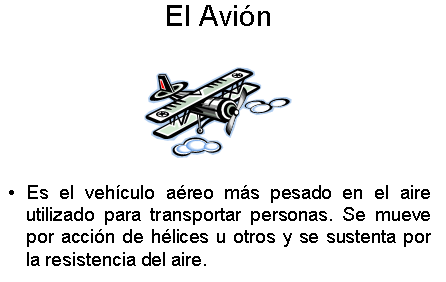 El Avión
• Es el vehículo aéreo más pesado en el aire
utilizado para transportar personas. Se mueve
por acción de hélices u otros y se sustenta por
la resistencia del aire.